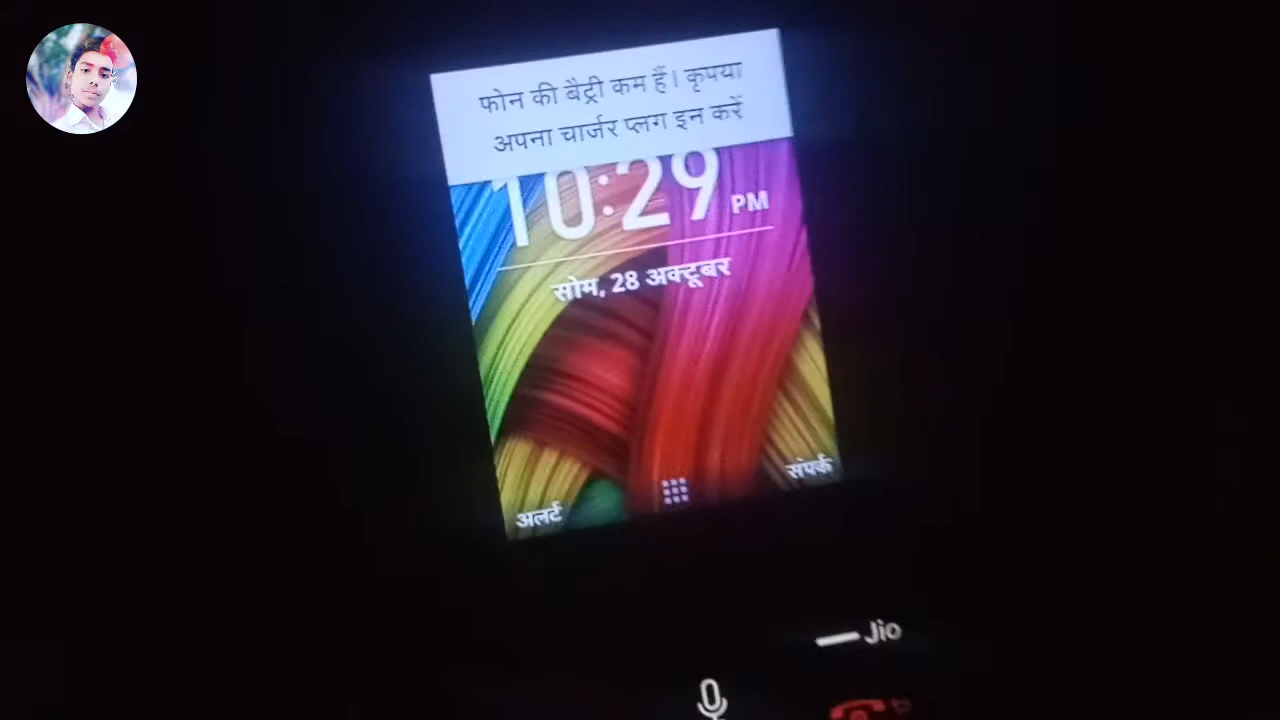 फोन की बैट्री कम हैं। कृपया
अपना चार्जर प्लग इन करें
10:29 PM
सोम, 28 अक्टूबर
संपर्क
अलर्ट
Jio